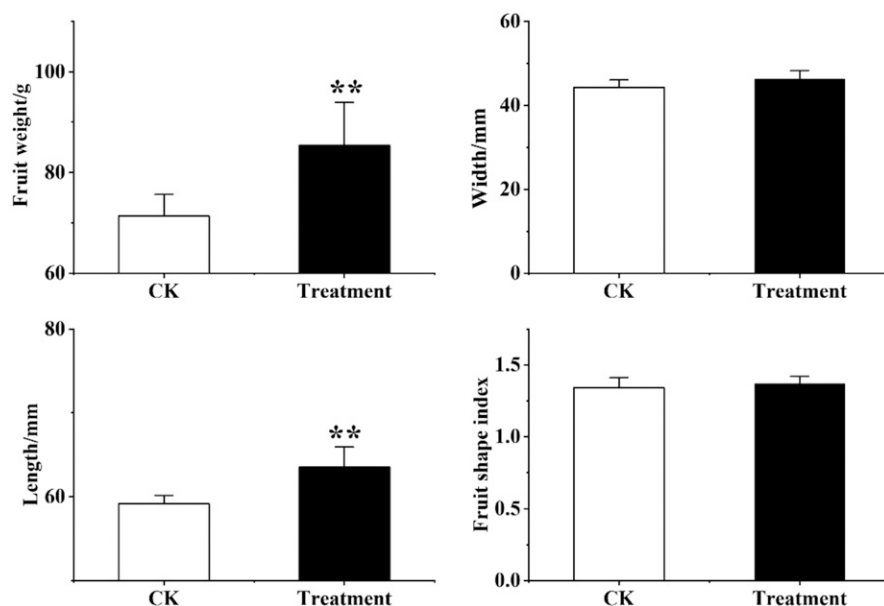 Fruit weight/g
100
80
60
**
CK
Treatment
Width/mm
60
40
20
0
CK
Treatment
Length/mm
80
60
**
CK
Treatment
Fruit shape index
1.5
1.0
0.5
0.0
CK
Treatment